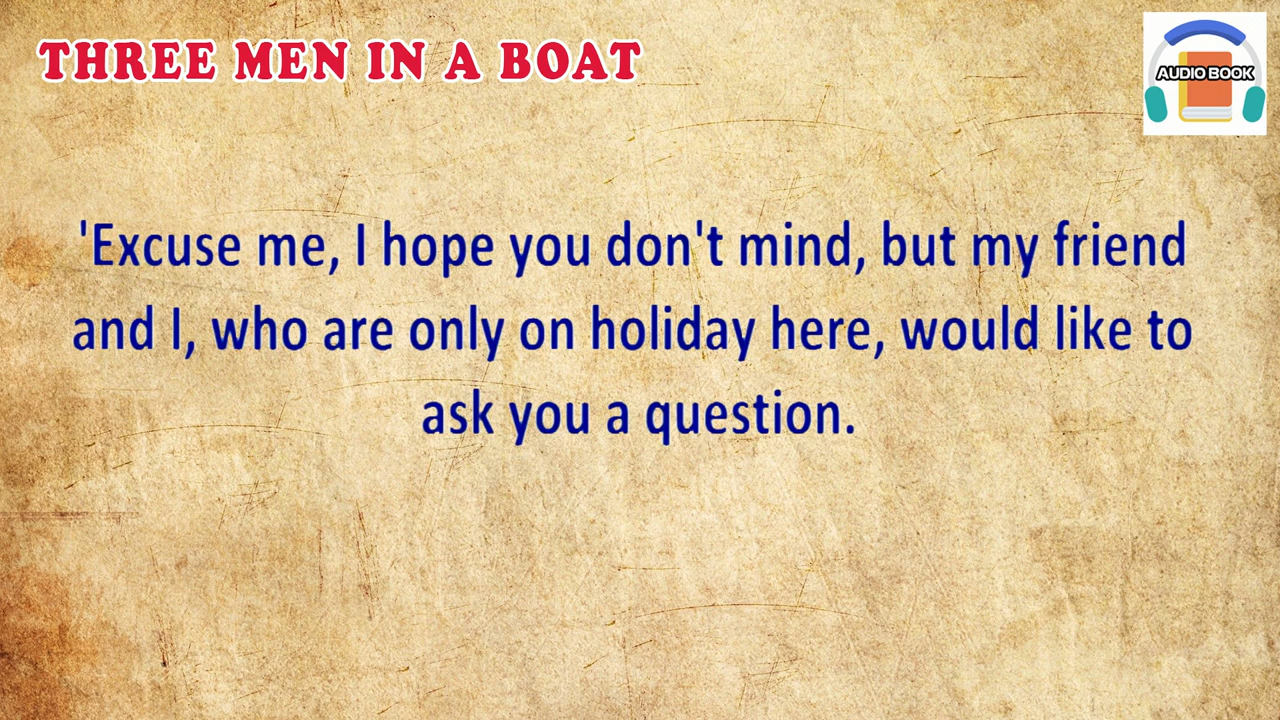 THREE MEN IN A BOAT
AUDIO BOOK
'Excuse me, I hope you don't mind, but my friend
and I, who are only on holiday here, would like to
ask you a question.